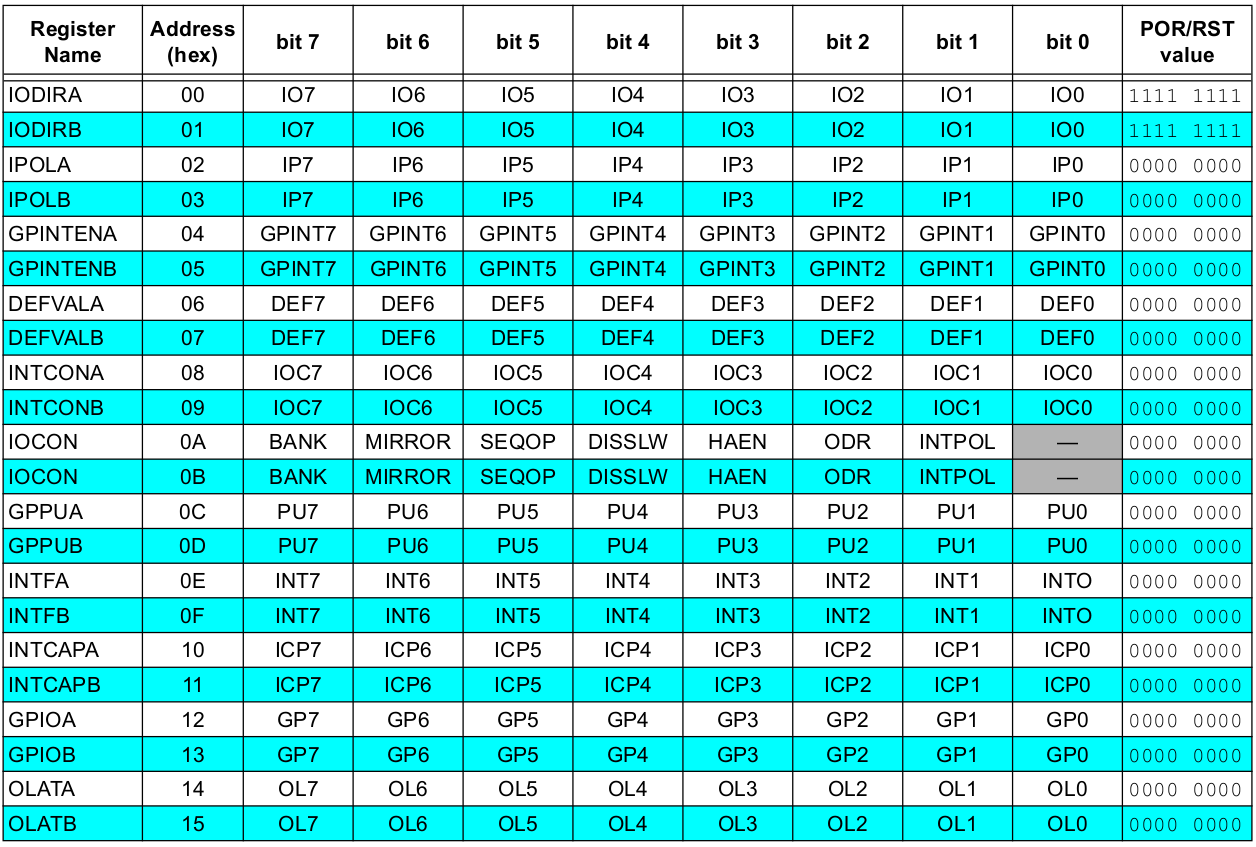 Register Name Address (hex) bit 7 bit 6 bit 5 bit 4 bit 3 bit 2 bit 1 bit 0 POR/RST value
IODIRA 00 IO7 IO6 IO5 IO4 IO3 IO2 IO1 IO0 1111 1111
IODIRB 01 IO7 IO6 IO5 IO4 IO3 IO2 IO1 IO0 1111 1111
IPOLA 02 IP7 IP6 IP5 IP4 IP3 IP2 IP1 IP0 0000 0000
IPOLB 03 IP7 IP6 IP5 IP4 IP3 IP2 IP1 IP0 0000 0000
GPINTENA 04 GPINT7 GPINT6 GPINT5 GPINT4 GPINT3 GPINT2 GPINT1 GPINT0 0000 0000
GPINTENB 05 GPINT7 GPINT6 GPINT5 GPINT4 GPINT3 GPINT2 GPINT1 GPINT0 0000 0000
DEFVALA 06 DEF7 DEF6 DEF5 DEF4 DEF3 DEF2 DEF1 DEF0 0000 0000
DEFVALB 07 DEF7 DEF6 DEF5 DEF4 DEF3 DEF2 DEF1 DEF0 0000 0000
INTCONA 08 IOC7 IOC6 IOC5 IOC4 IOC3 IOC2 IOC1 IOC0 0000 0000
INTCONB 09 IOC7 IOC6 IOC5 IOC4 IOC3 IOC2 IOC1 IOC0 0000 0000
IOCON 0A BANK MIRROR SEQOP DISSLW HAEN ODR INTPOL — 0000 0000
IOCON 0B BANK MIRROR SEQOP DISSLW HAEN ODR INTPOL — 0000 0000
GPPUA 0C PU7 PU6 PU5 PU4 PU3 PU2 PU1 PU0 0000 0000
GPPUB 0D PU7 PU6 PU5 PU4 PU3 PU2 PU1 PU0 0000 0000
INTFA 0E INT7 INT6 INT5 INT4 INT3 INT2 INT1 INTO 0000 0000
INTFB 0F INT7 INT6 INT5 INT4 INT3 INT2 INT1 INTO 0000 0000
INTCAPA 10 ICP7 ICP6 ICP5 ICP4 ICP3 ICP2 ICP1 ICP0 0000 0000
INTCAPB 11 ICP7 ICP6 ICP5 ICP4 ICP3 ICP2 ICP1 ICP0 0000 0000
GPIOA 12 GP7 GP6 GP5 GP4 GP3 GP2 GP1 GP0 0000 0000
GPIOB 13 GP7 GP6 GP5 GP4 GP3 GP2 GP1 GP0 0000 0000
OLATA 14 OL7 OL6 OL5 OL4 OL3 OL2 OL1 OL0 0000 0000
OLATB 15 OL7 OL6 OL5 OL4 OL3 OL2 OL1 OL0 0000 0000